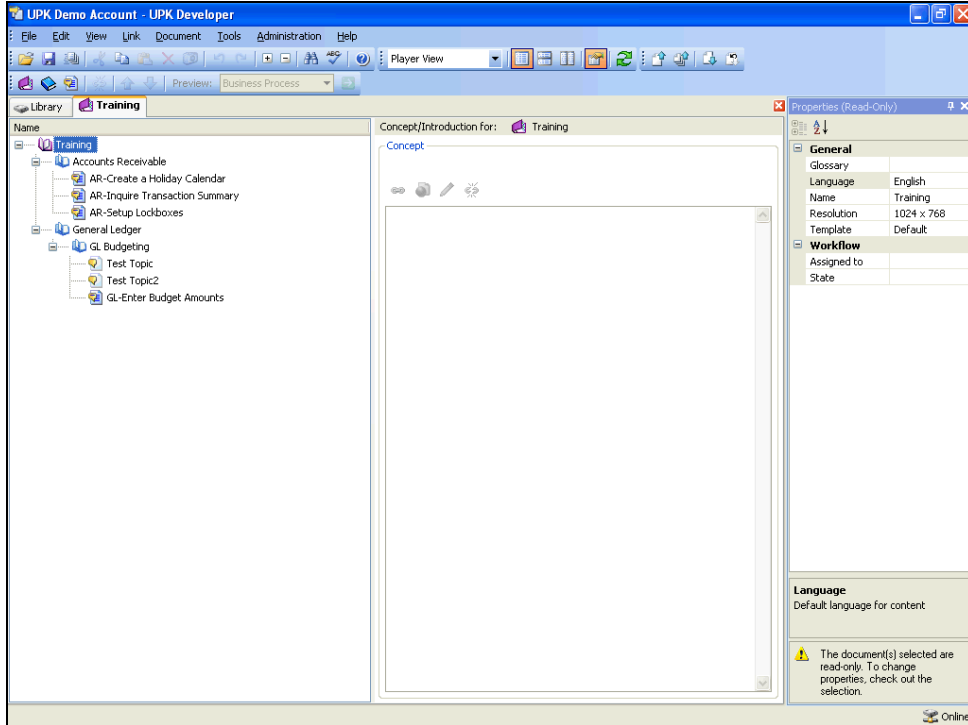 UPK Demo Account - UPK Developer
File Edit View Link Document Tools Administration Help
Player View
Preview: Business Process
Library Training
Name
Training
Accounts Receivable
AR-Create a Holiday Calendar
AR-Inquire Transaction Summary
AR-Setup Lockboxes
General Ledger
GL Budgeting
Test Topic
Test Topic2
GL-Enter Budget Amounts
Concept/Introduction for: Training
Concept
Properties (Read-Only)
General
Glossary
Language English
Name Training
Resolution 1024 x 768
Template Default
Workflow
Assigned to
State
Language
Default language for content
The document(s) selected are
read-only. To change
properties, check out the
selection.
Online